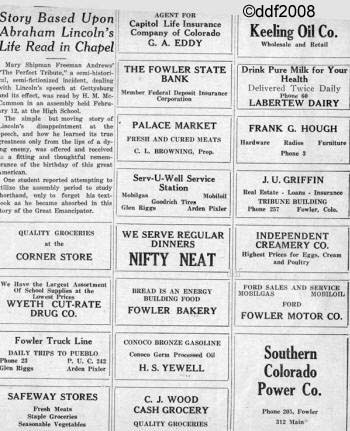 ©ddf2008
Story Based Upon
Abraham Lincoln's
Life Read in Chapel
Mary Shipman Freeman Andrews'
"The Perfect Tribute," a semi-histori-
cal, semi-fictionized incident, dealing
with Lincoln's speech at Gettysburg
and its effect, was read by H. M. Mc-
Common in an assembly held Febru-
ary 12, at the High School.
The simple but moving story of
Lincoln's disappointment at the
speech, and how he learned its true
greatness only from the lips of a dy-
ing enemy, was offered and received
as a fitting and thoughtful remem-
brance of the birthday of this great
American.
One student reported attempting to
utilize the assembly period to study
shorthand, only to forget his text-
book as he became absorbed in this
story of the Great Emancipator.
QUALITY GROCERIES
at the
CORNER STORE
We Have the Largest Assortment
Of School Supplies at the
Lowest Prices
WYETH CUT-RATE
DRUG CO.
Fowler Truck Line
DAILY TRIPS TO PUEBLO
Phone 23 P. U. C. 242
Glen Riggs Arden Pixler
SAFEWAY STORES
Fresh Meats
Staple Groceries
Seasonable Vegetables
AGENT FOR
Capitol Life Insurance
Company of Colorado
G. A. EDDY
THE FOWLER STATE
BANK
Member Federal Deposit Insurance
Corporation
PALACE MARKET
FRESH AND CURED MEATS
C. L. BROWNING, Prop.
Serv-U-Well Service
Station
Mobilgas Mobiloil
Goodrich Tires
Glen Riggs Arden Pixler
WE SERVE REGULAR
DINNERS
NIFTY NEAT
BREAD IS AN ENERGY
BUILDING FOOD
FOWLER BAKERY
CONOCO BRONZE GASOLINE
Conoco Germ Processed Oil
H. S. YEWELL
C. J. WOOD
CASH GROCERY
QUALITY GROCERIES
Keeling Oil Co.
Wholesale and Retail
Drink Pure Milk for Your
Health
Delivered Twice Daily
Phone 60
LABERTEW DAIRY
FRANK G. HOUGH
Hardware Radios Furniture
Phone 3
J. U. GRIFFIN
Real Estate - Loans - Insurance
TRIBUNE BUILDING
Phone 257 Fowler, Colo.
INDEPENDENT
CREAMERY CO.
Highest Prices for Eggs, Cream
and Poultry
FORD SALES AND SERVICE
MOBILGAS MOBILOIL
FORD
FOWLER MOTOR CO.
Southern
Colorado
Power Co.
Phone 205, Fowler
312 Main